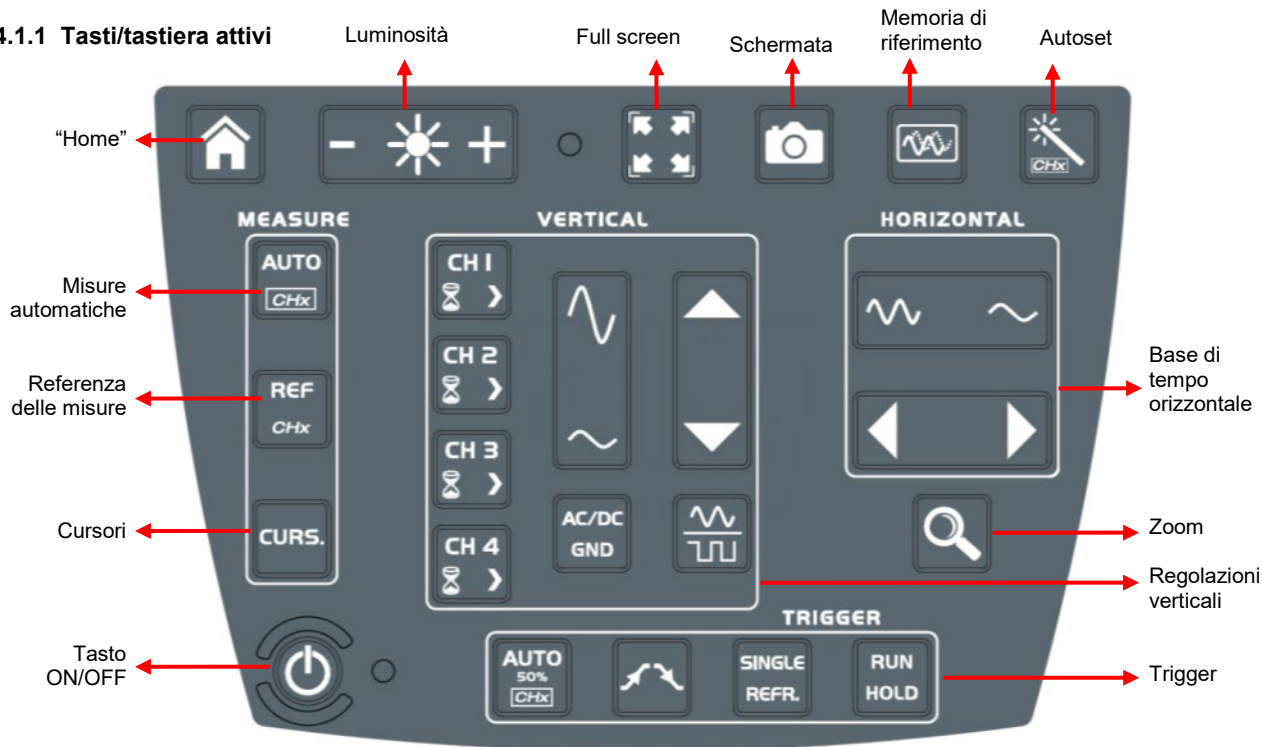 4.1.1 Tasti/tastiera attivi
Luminosità
Full screen
Schermata
Memoria di
riferimento
Autoset
“Home”
CHx
MEASURE
VERTICAL
HORIZONTAL
Misure
automatiche
AUTO
CHx
CH 1
CH 2
CH 3
CH 4
Referenza
delle misure
REF
CHx
Base di
tempo
orizzontale
Cursori
CURS.
AC/DC
GND
Zoom
Regolazioni
verticali
TRIGGER
Tasto
ON/OFF
AUTO
50%
CHx
SINGLE
REFR.
RUN
HOLD
Trigger